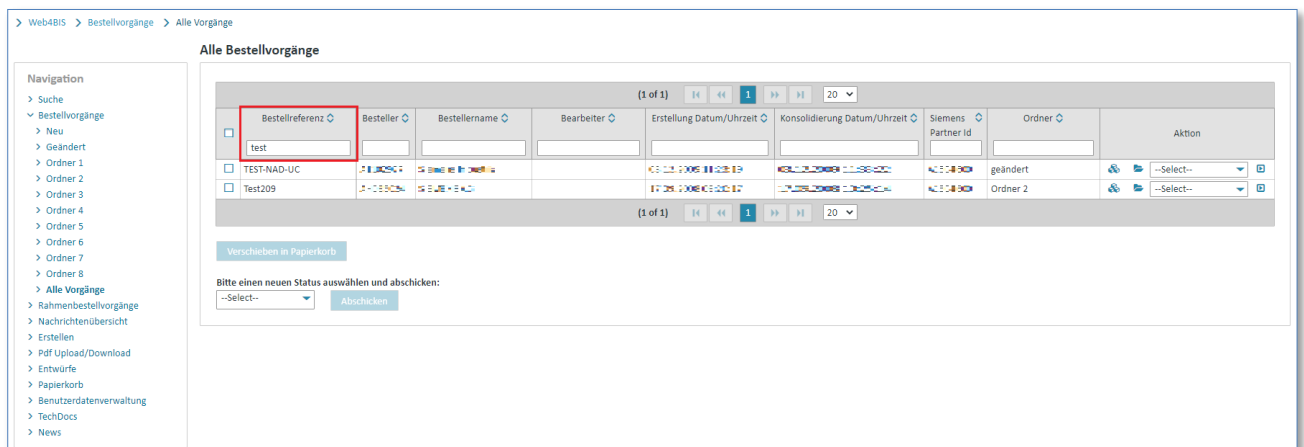 Web4BIS Bestellvorgänge Alle Vorgänge
Alle Bestellvorgänge
Navigation
Suche
Bestellvorgänge
Neu
Geändert
Ordner 1
Ordner 2
Ordner 3
Ordner 4
Ordner 5
Ordner 6
Ordner 7
Ordner 8
Alle Vorgänge
Rahmenbestellvorgänge
Nachrichtenübersicht
Erstellen
Pdf Upload/Download
Entwürfe
Papierkorb
Benutzerdatenverwaltung
TechDocs
News
(1 of 1) 1 20
Bestellreferenz Besteller Bestellername Bearbeiter Erstellung Datum/Uhrzeit Konsolidierung Datum/Uhrzeit Siemens Partner Id Ordner Aktion
test
TEST-NAD-UC geändert --Select--
Test209 Ordner 2 --Select--
(1 of 1) 1 20
Verschieben in Papierkorb
Bitte einen neuen Status auswählen und abschicken:
--Select-- Abschicken